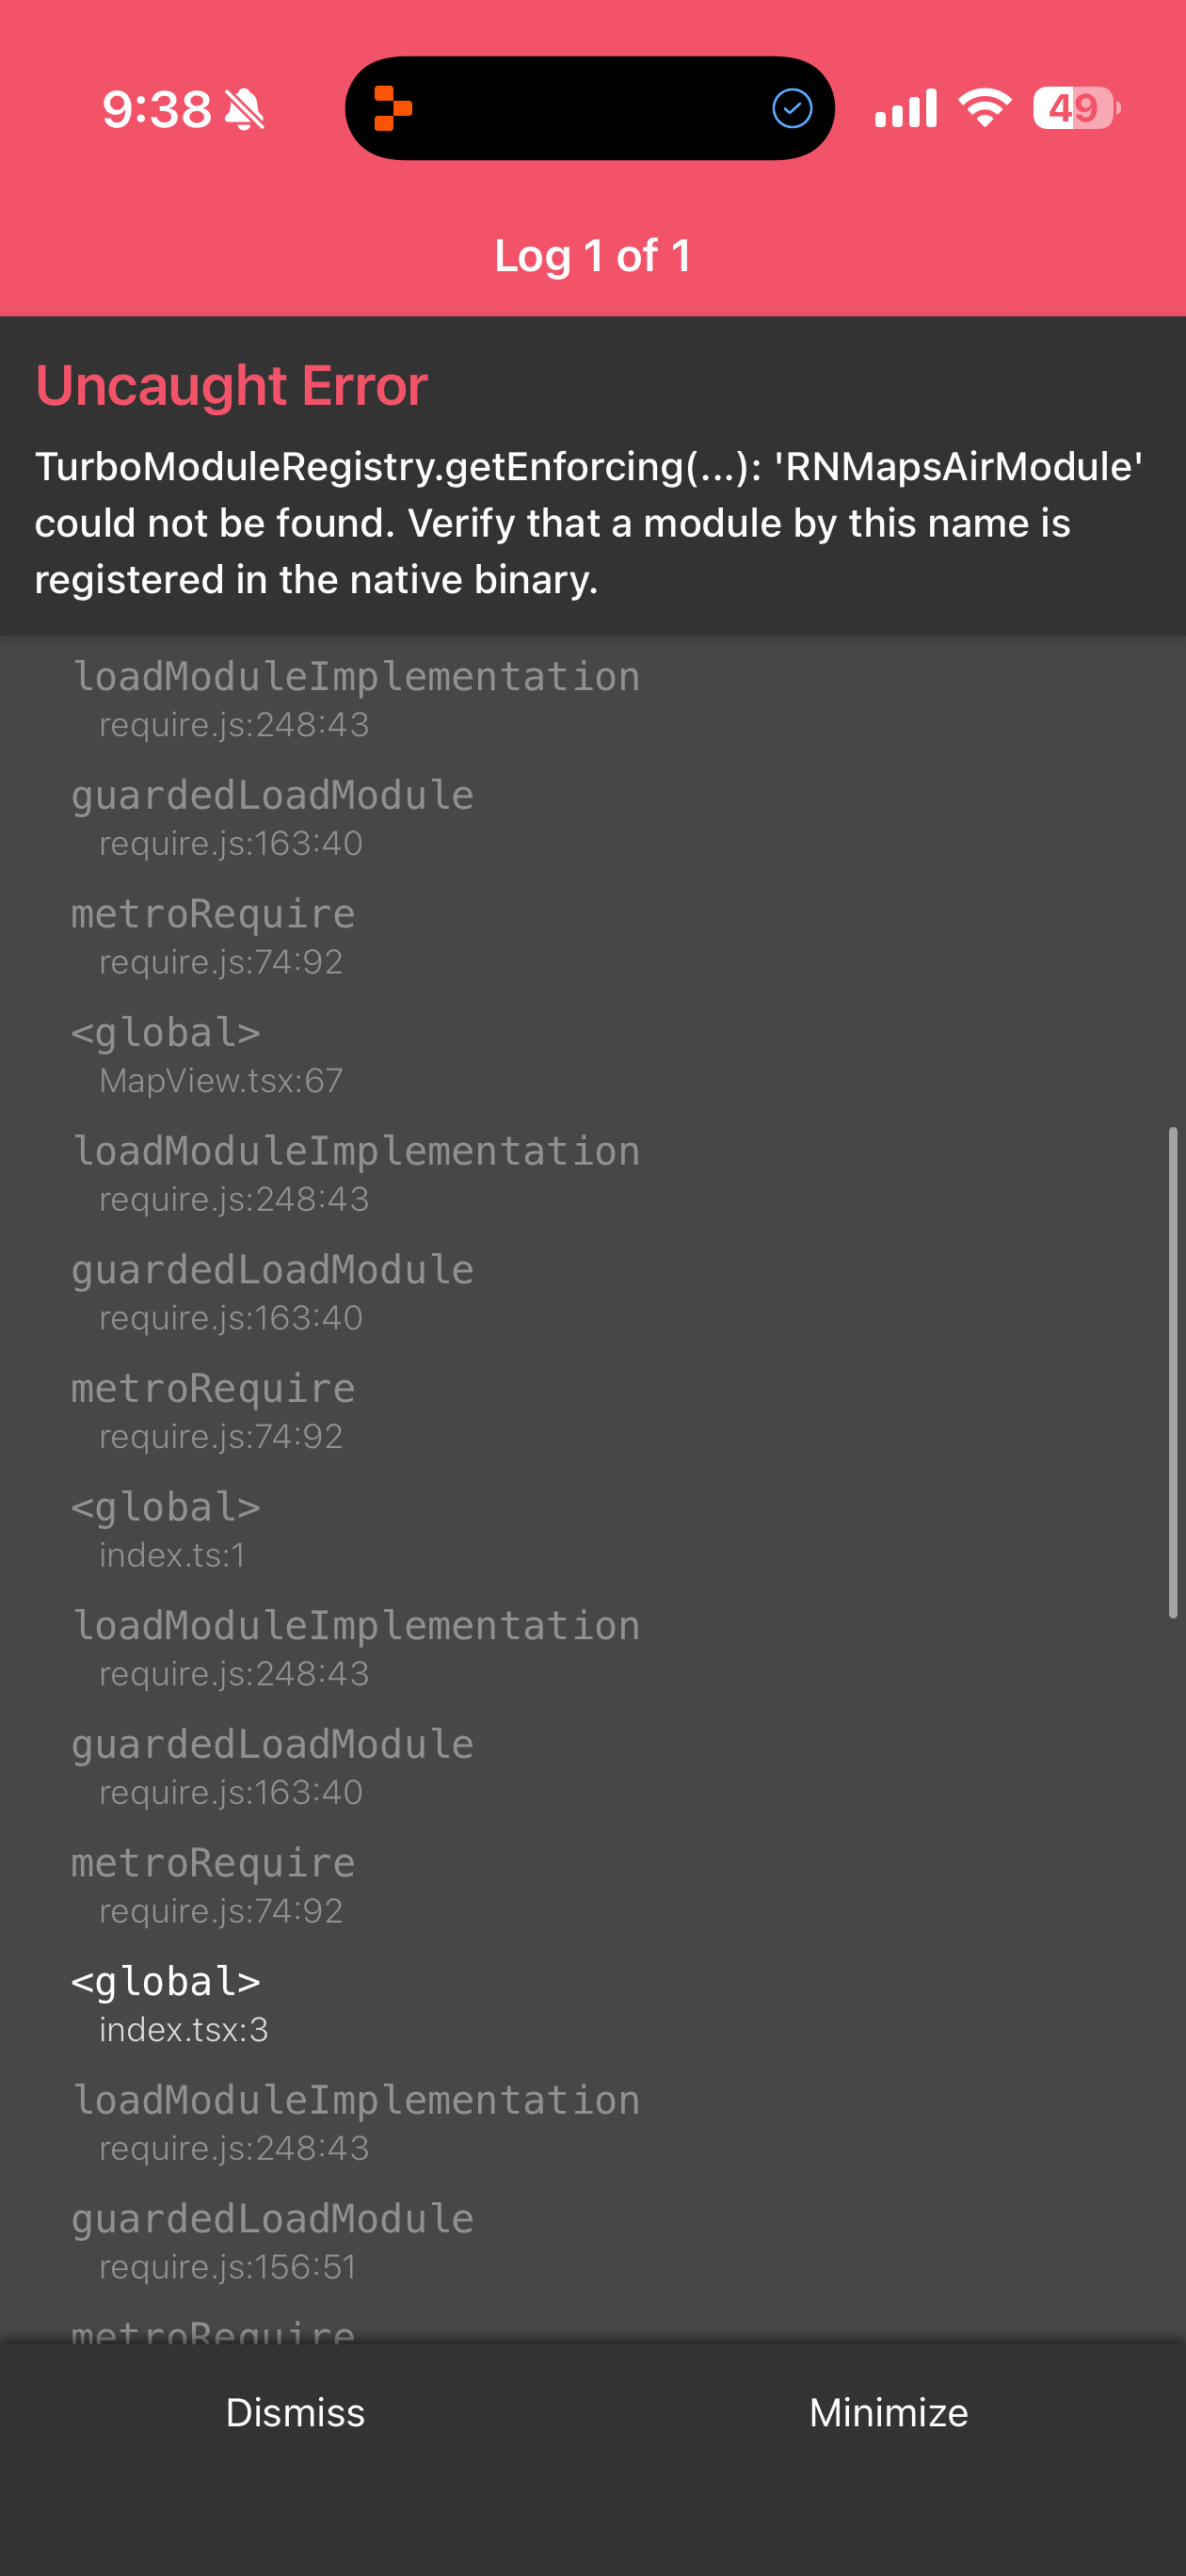 9:38
49
Log 1 of 1
Uncaught Error
TurboModuleRegistry.getEnforcing(...): 'RNMapsAirModule'
could not be found. Verify that a module by this name is
registered in the native binary.
loadModuleImplementation
require.js:248:43
guardedLoadModule
require.js:163:40
metroRequire
require.js:74:92
<global>
MapView.tsx:67
loadModuleImplementation
require.js:248:43
guardedLoadModule
require.js:163:40
metroRequire
require.js:74:92
<global>
index.ts:1
loadModuleImplementation
require.js:248:43
guardedLoadModule
require.js:163:40
metroRequire
require.js:74:92
<global>
index.tsx:3
loadModuleImplementation
require.js:248:43
guardedLoadModule
require.js:156:51
metroRequire
Dismiss
Minimize